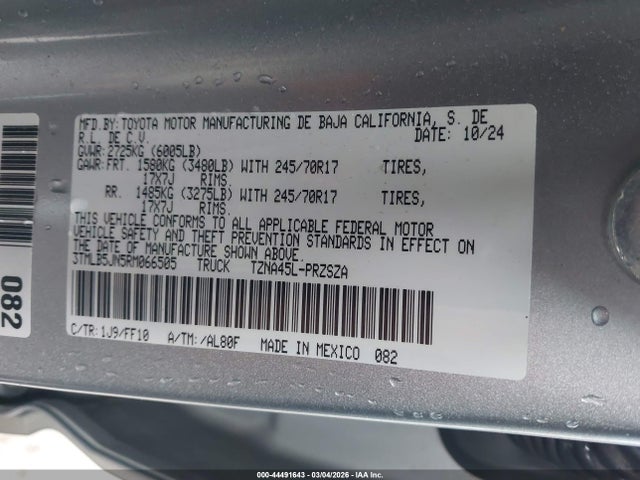 MFD.BY: TOYOTA MOTOR MANUFACTURING DE BAJA CALIFORNIA, S. DE
R.L. DE C.V. DATE: 10/24
GVWR: 2725KG (6005LB)
GAWR: FRT. 1580KG (3480LB) WITH 245/70R17 TIRES,
17X7J RIMS.
RR. 1485KG (3275LB) WITH 245/70R17 TIRES,
17X7J RIMS.
THIS VEHICLE CONFORMS TO ALL APPLICABLE FEDERAL MOTOR
VEHICLE SAFETY AND THEFT PREVENTION STANDARDS IN EFFECT ON
THE DATE OF MANUFACTURE SHOWN ABOVE.
3TMLB5JN5RM066505 TRUCK TZNA45L-PRZSZA
C/TR: 1J9/FF10 A/TM: /AL80F MADE IN MEXICO 082
082
000-44491643 - 03/04/2026 - IAAI.COM